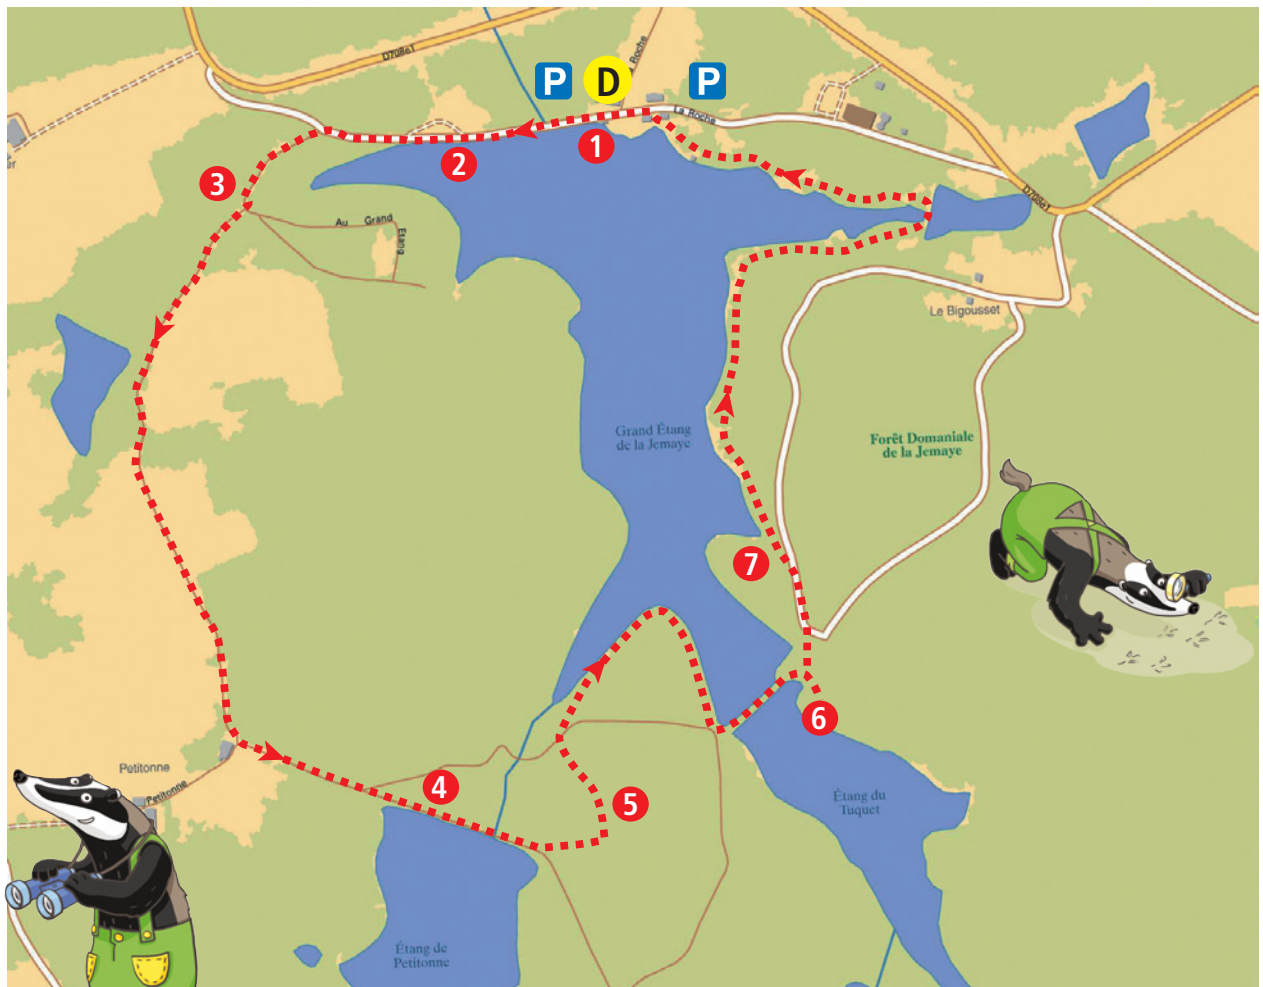 D708e1
Roche
P
D
P
La Roche
1
2
3
Au Grand
Etang
D708e1
Le Bigousset
Grand Étang
de la Jemaye
Forêt Domaniale
de la Jemaye
7
6
Petitonne
Petitonne
4
5
Étang du
Tuquet
Étang de
Petitonne